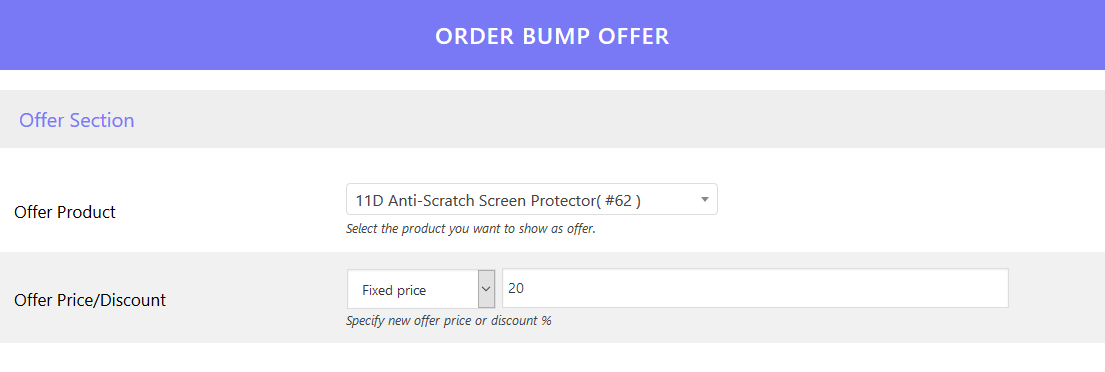 ORDER BUMP OFFER
Offer Section
Offer Product
11D Anti-Scratch Screen Protector( #62 )
Select the product you want to show as offer.
Offer Price/Discount
Fixed price
20
Specify new offer price or discount %